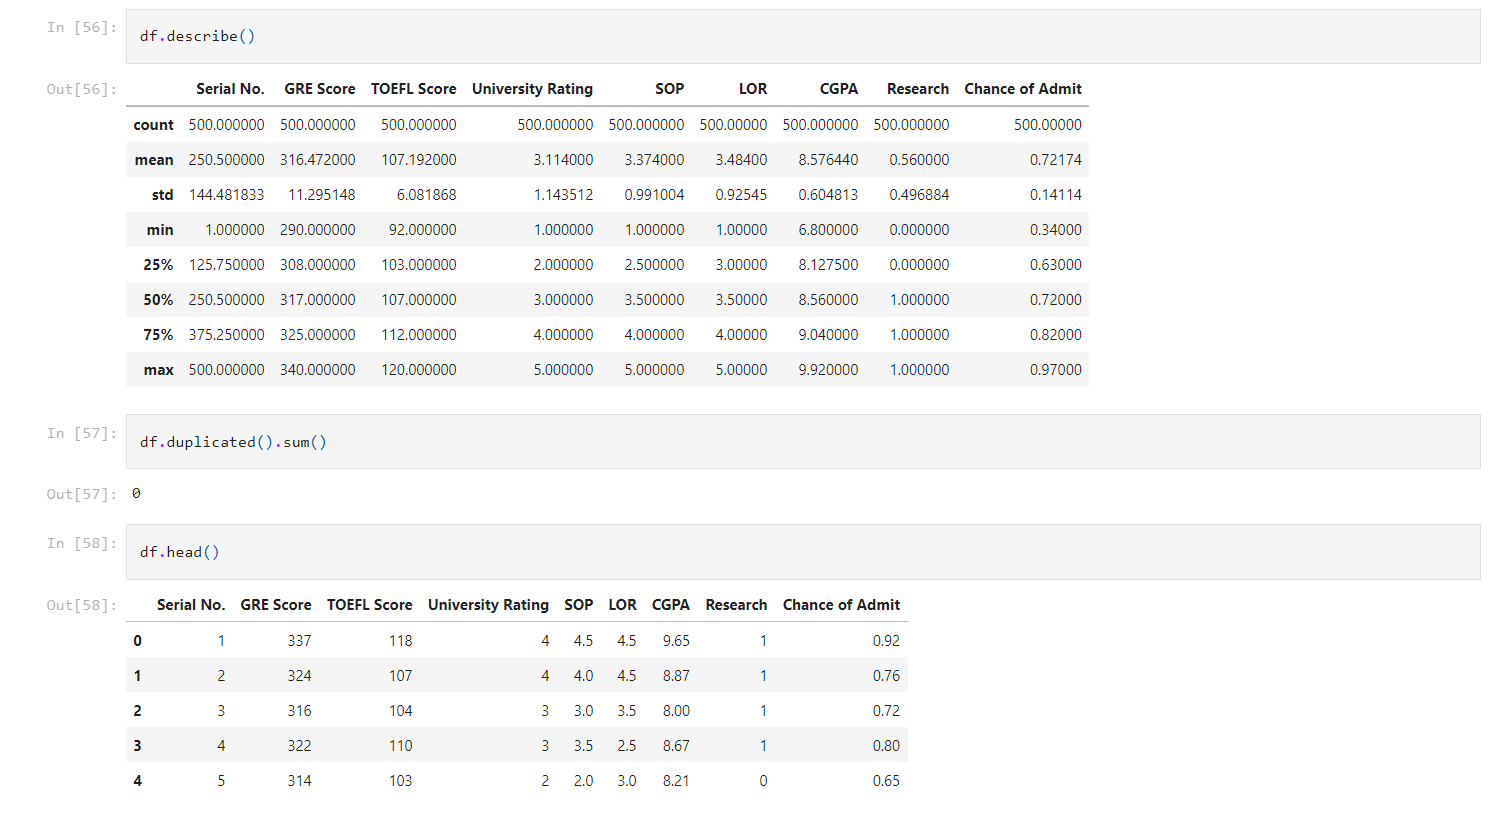 In [56]: df.describe()
Out[56]: Serial No. GRE Score TOEFL Score University Rating SOP LOR CGPA Research Chance of Admit
count 500.000000 500.000000 500.000000 500.000000 500.000000 500.00000 500.000000 500.000000 500.00000
mean 250.500000 316.472000 107.192000 3.114000 3.374000 3.48400 8.576440 0.560000 0.72174
std 144.481833 11.295148 6.081868 1.143512 0.991004 0.92545 0.604813 0.496884 0.14114
min 1.000000 290.000000 92.000000 1.000000 1.000000 1.00000 6.800000 0.000000 0.34000
25% 125.750000 308.000000 103.000000 2.000000 2.500000 3.00000 8.127500 0.000000 0.63000
50% 250.500000 317.000000 107.000000 3.000000 3.500000 3.50000 8.560000 1.000000 0.72000
75% 375.250000 325.000000 112.000000 4.000000 4.000000 4.00000 9.040000 1.000000 0.82000
max 500.000000 340.000000 120.000000 5.000000 5.000000 5.00000 9.920000 1.000000 0.97000
In [57]: df.duplicated().sum()
Out[57]: 0
In [58]: df.head()
Out[58]: Serial No. GRE Score TOEFL Score University Rating SOP LOR CGPA Research Chance of Admit
0 1 337 118 4 4.5 4.5 9.65 1 0.92
1 2 324 107 4 4.0 4.5 8.87 1 0.76
2 3 316 104 3 3.0 3.5 8.00 1 0.72
3 4 322 110 3 3.5 2.5 8.67 1 0.80
4 5 314 103 2 2.0 3.0 8.21 0 0.65